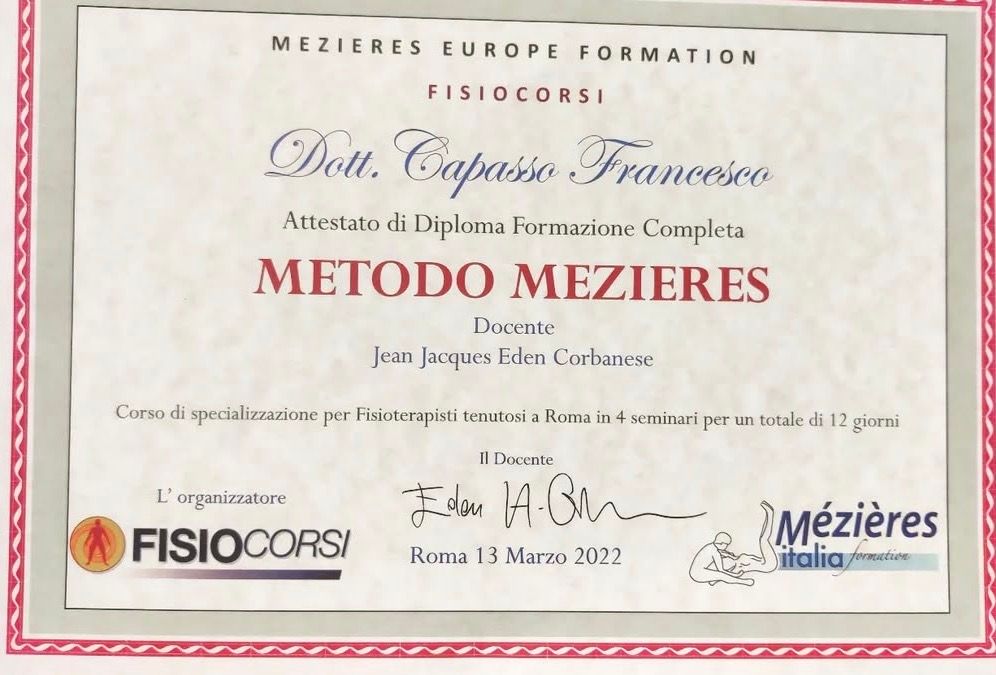 MEZIERES EUROPE FORMATION
FISIOCORSI
Dott. Capasso Francesco
Attestato di Diploma Formazione Completa
METODO MEZIERES
Docente
Jean Jacques Eden Corbanese
Corso di specializzazione per Fisioterapisti tenutosi a Roma in 4 seminari per un totale di 12 giorni
Il Docente
L' organizzatore
FISIOCORSI
Roma 13 Marzo 2022
Mézières
italia formation